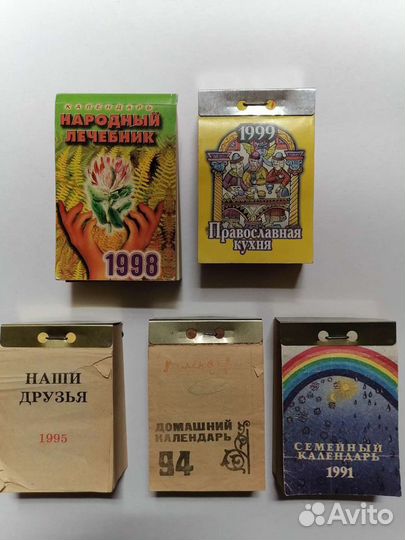 КАЛЕНДАРЬ
НАРОДНЫЙ
ЛЕЧЕБНИК
1998
1999
Православная
кухня
НАШИ
ДРУЗЬЯ
1995
ДОМАШНИЙ
КАЛЕНДАРЬ
94
СЕМЕЙНЫЙ
КАЛЕНДАРЬ
1991
Avito